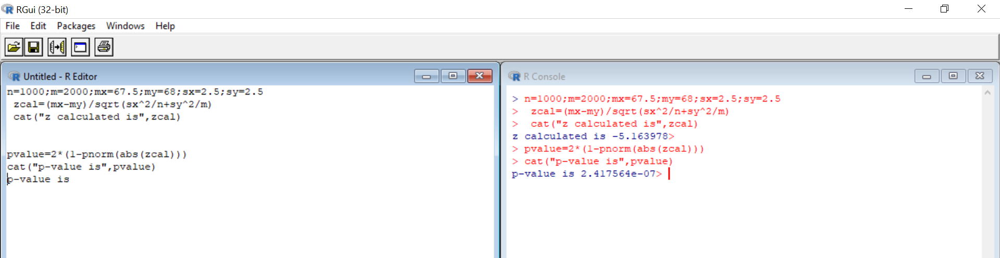 RGui (32-bit)
File Edit Packages Windows Help
Untitled - R Editor
n=1000;m=2000;mx=67.5;my=68;sx=2.5;sy=2.5
 zcal=(mx-my)/sqrt(sx^2/n+sy^2/m)
 cat("z calculated is",zcal)
pvalue=2*(1-pnorm(abs(zcal)))
cat("p-value is",pvalue)
p-value is
R Console
> n=1000;m=2000;mx=67.5;my=68;sx=2.5;sy=2.5
>  zcal=(mx-my)/sqrt(sx^2/n+sy^2/m)
>  cat("z calculated is",zcal)
z calculated is -5.163978>
> pvalue=2*(1-pnorm(abs(zcal)))
> cat("p-value is",pvalue)
p-value is 2.417564e-07>